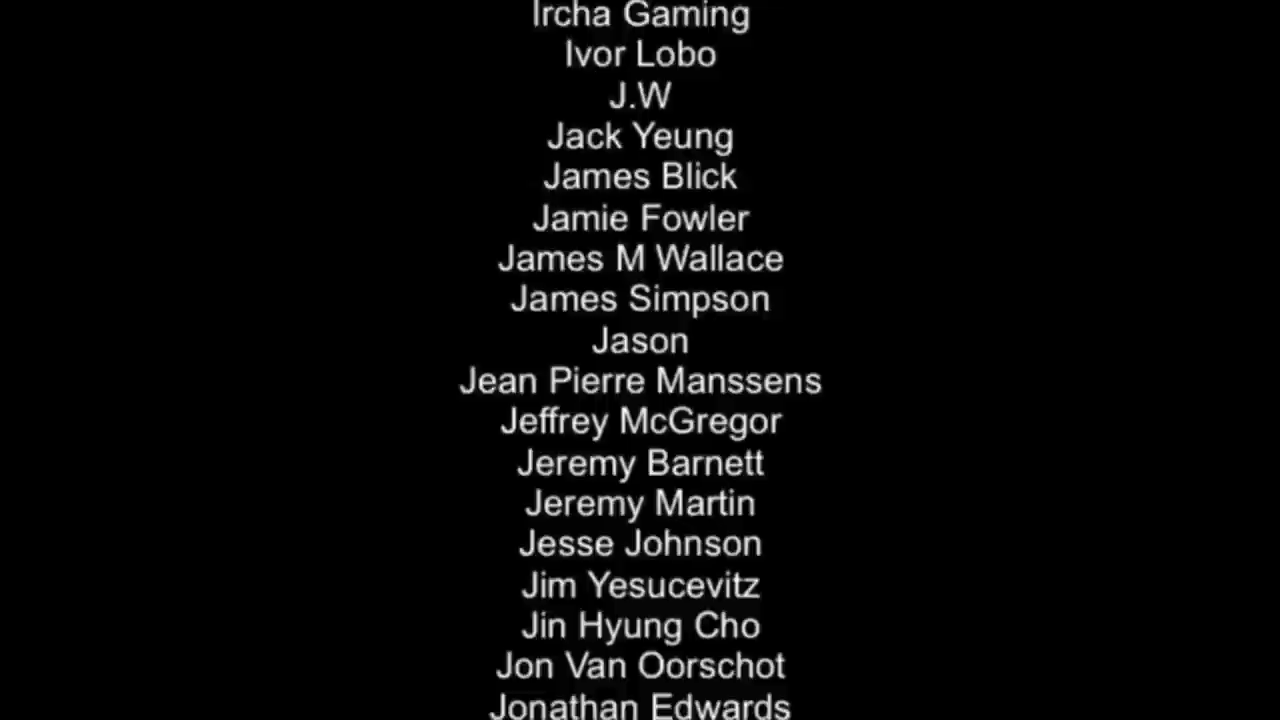 Ircha Gaming
Ivor Lobo
J.W
Jack Yeung
James Blick
Jamie Fowler
James M Wallace
James Simpson
Jason
Jean Pierre Manssens
Jeffrey McGregor
Jeremy Barnett
Jeremy Martin
Jesse Johnson
Jim Yesucevitz
Jin Hyung Cho
Jon Van Oorschot
Jonathan Edwards